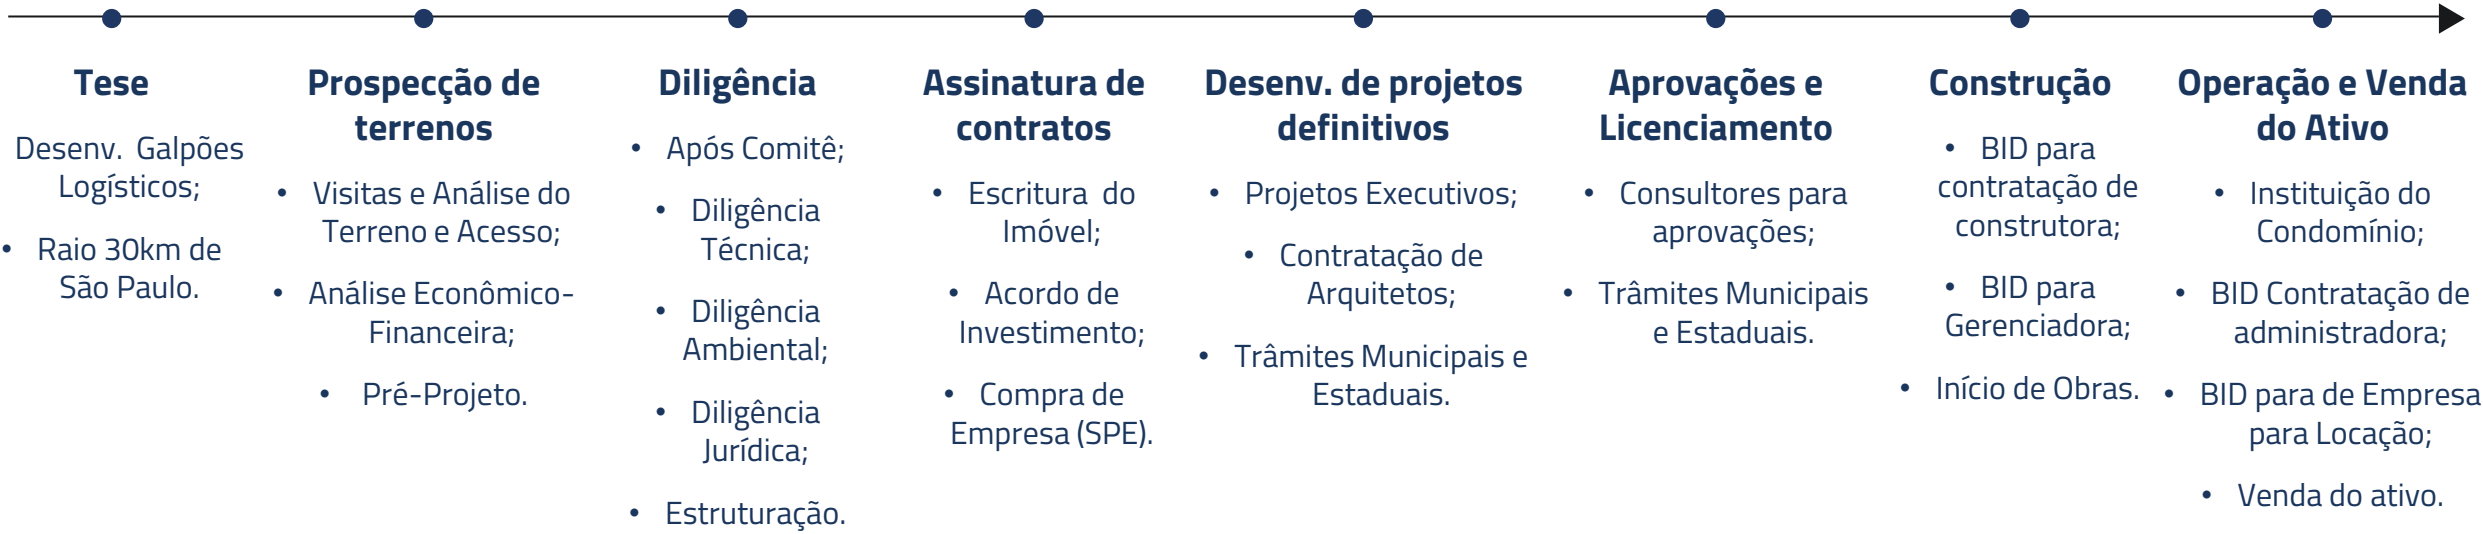 Tese
Desenv. Galpões
Logísticos;
• Raio 30km de
São Paulo.
Prospecção de
terrenos
• Visitas e Análise do
Terreno e Acesso;
• Análise Econômico-
Financeira;
• Pré-Projeto.
Diligência
• Após Comitê;
• Diligência
Técnica;
• Diligência
Ambiental;
• Diligência
Jurídica;
• Estruturação.
Assinatura de
contratos
• Escritura do
Imóvel;
• Acordo de
Investimento;
• Compra de
Empresa (SPE).
Desenv. de projetos
definitivos
• Projetos Executivos;
• Contratação de
Arquitetos;
• Trâmites Municipais e
Estaduais.
Aprovações e
Licenciamento
• Consultores para
aprovações;
• Trâmites Municipais
e Estaduais.
Construção
• BID para
contratação de
construtora;
• BID para
Gerenciadora;
• Início de Obras.
Operação e Venda
do Ativo
• Instituição do
Condomínio;
• BID Contratação de
administradora;
• BID para de Empresa
para Locação;
• Venda do ativo.